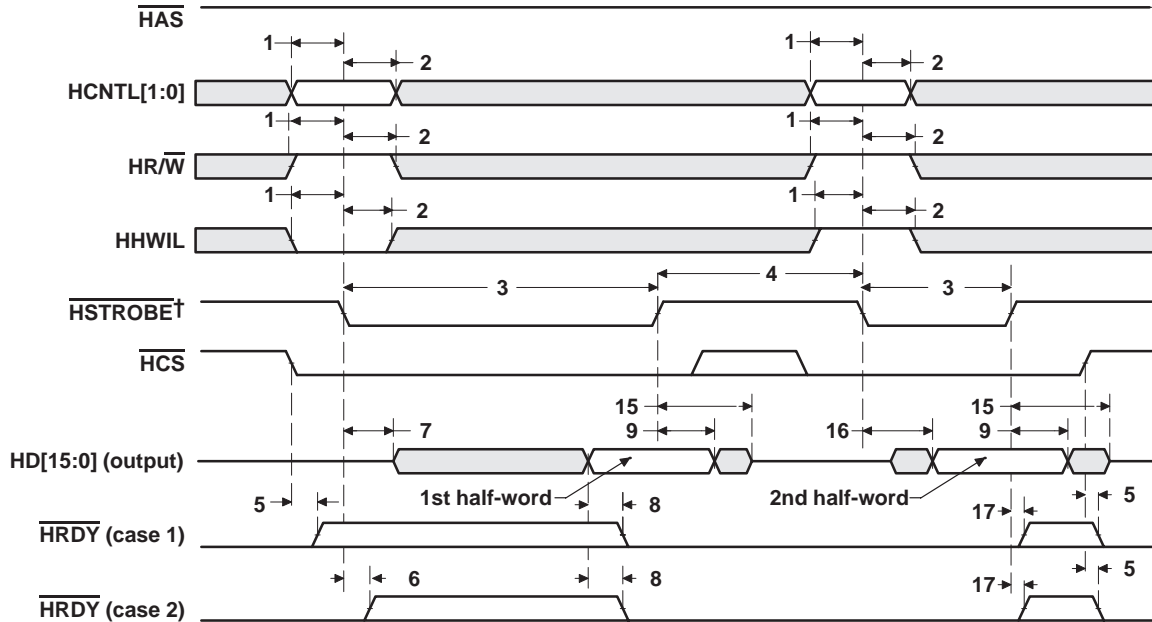 HAS
1 1
2 2
HCNTL[1:0]
1 1
2 2
HR/W
1 1
2 2
HHWIL
4
3 3
HSTROBE†
HCS
15 15
7 9 16 9
HD[15:0] (output)
1st half-word 2nd half-word
5 8 17 5
HRDY (case 1)
6 8 17 5
HRDY (case 2)